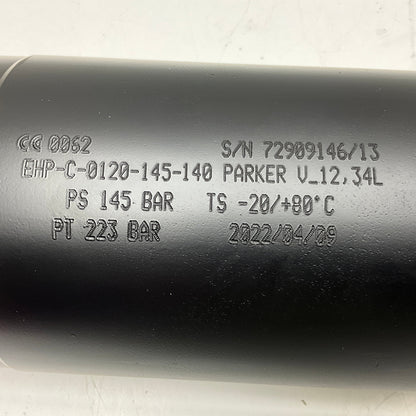 CE 0062 S/N 72909146/13
EHP-C-0120-145-140 PARKER V_12,34L
PS 145 BAR TS -20/+80°C
PT 223 BAR 2022/04/09